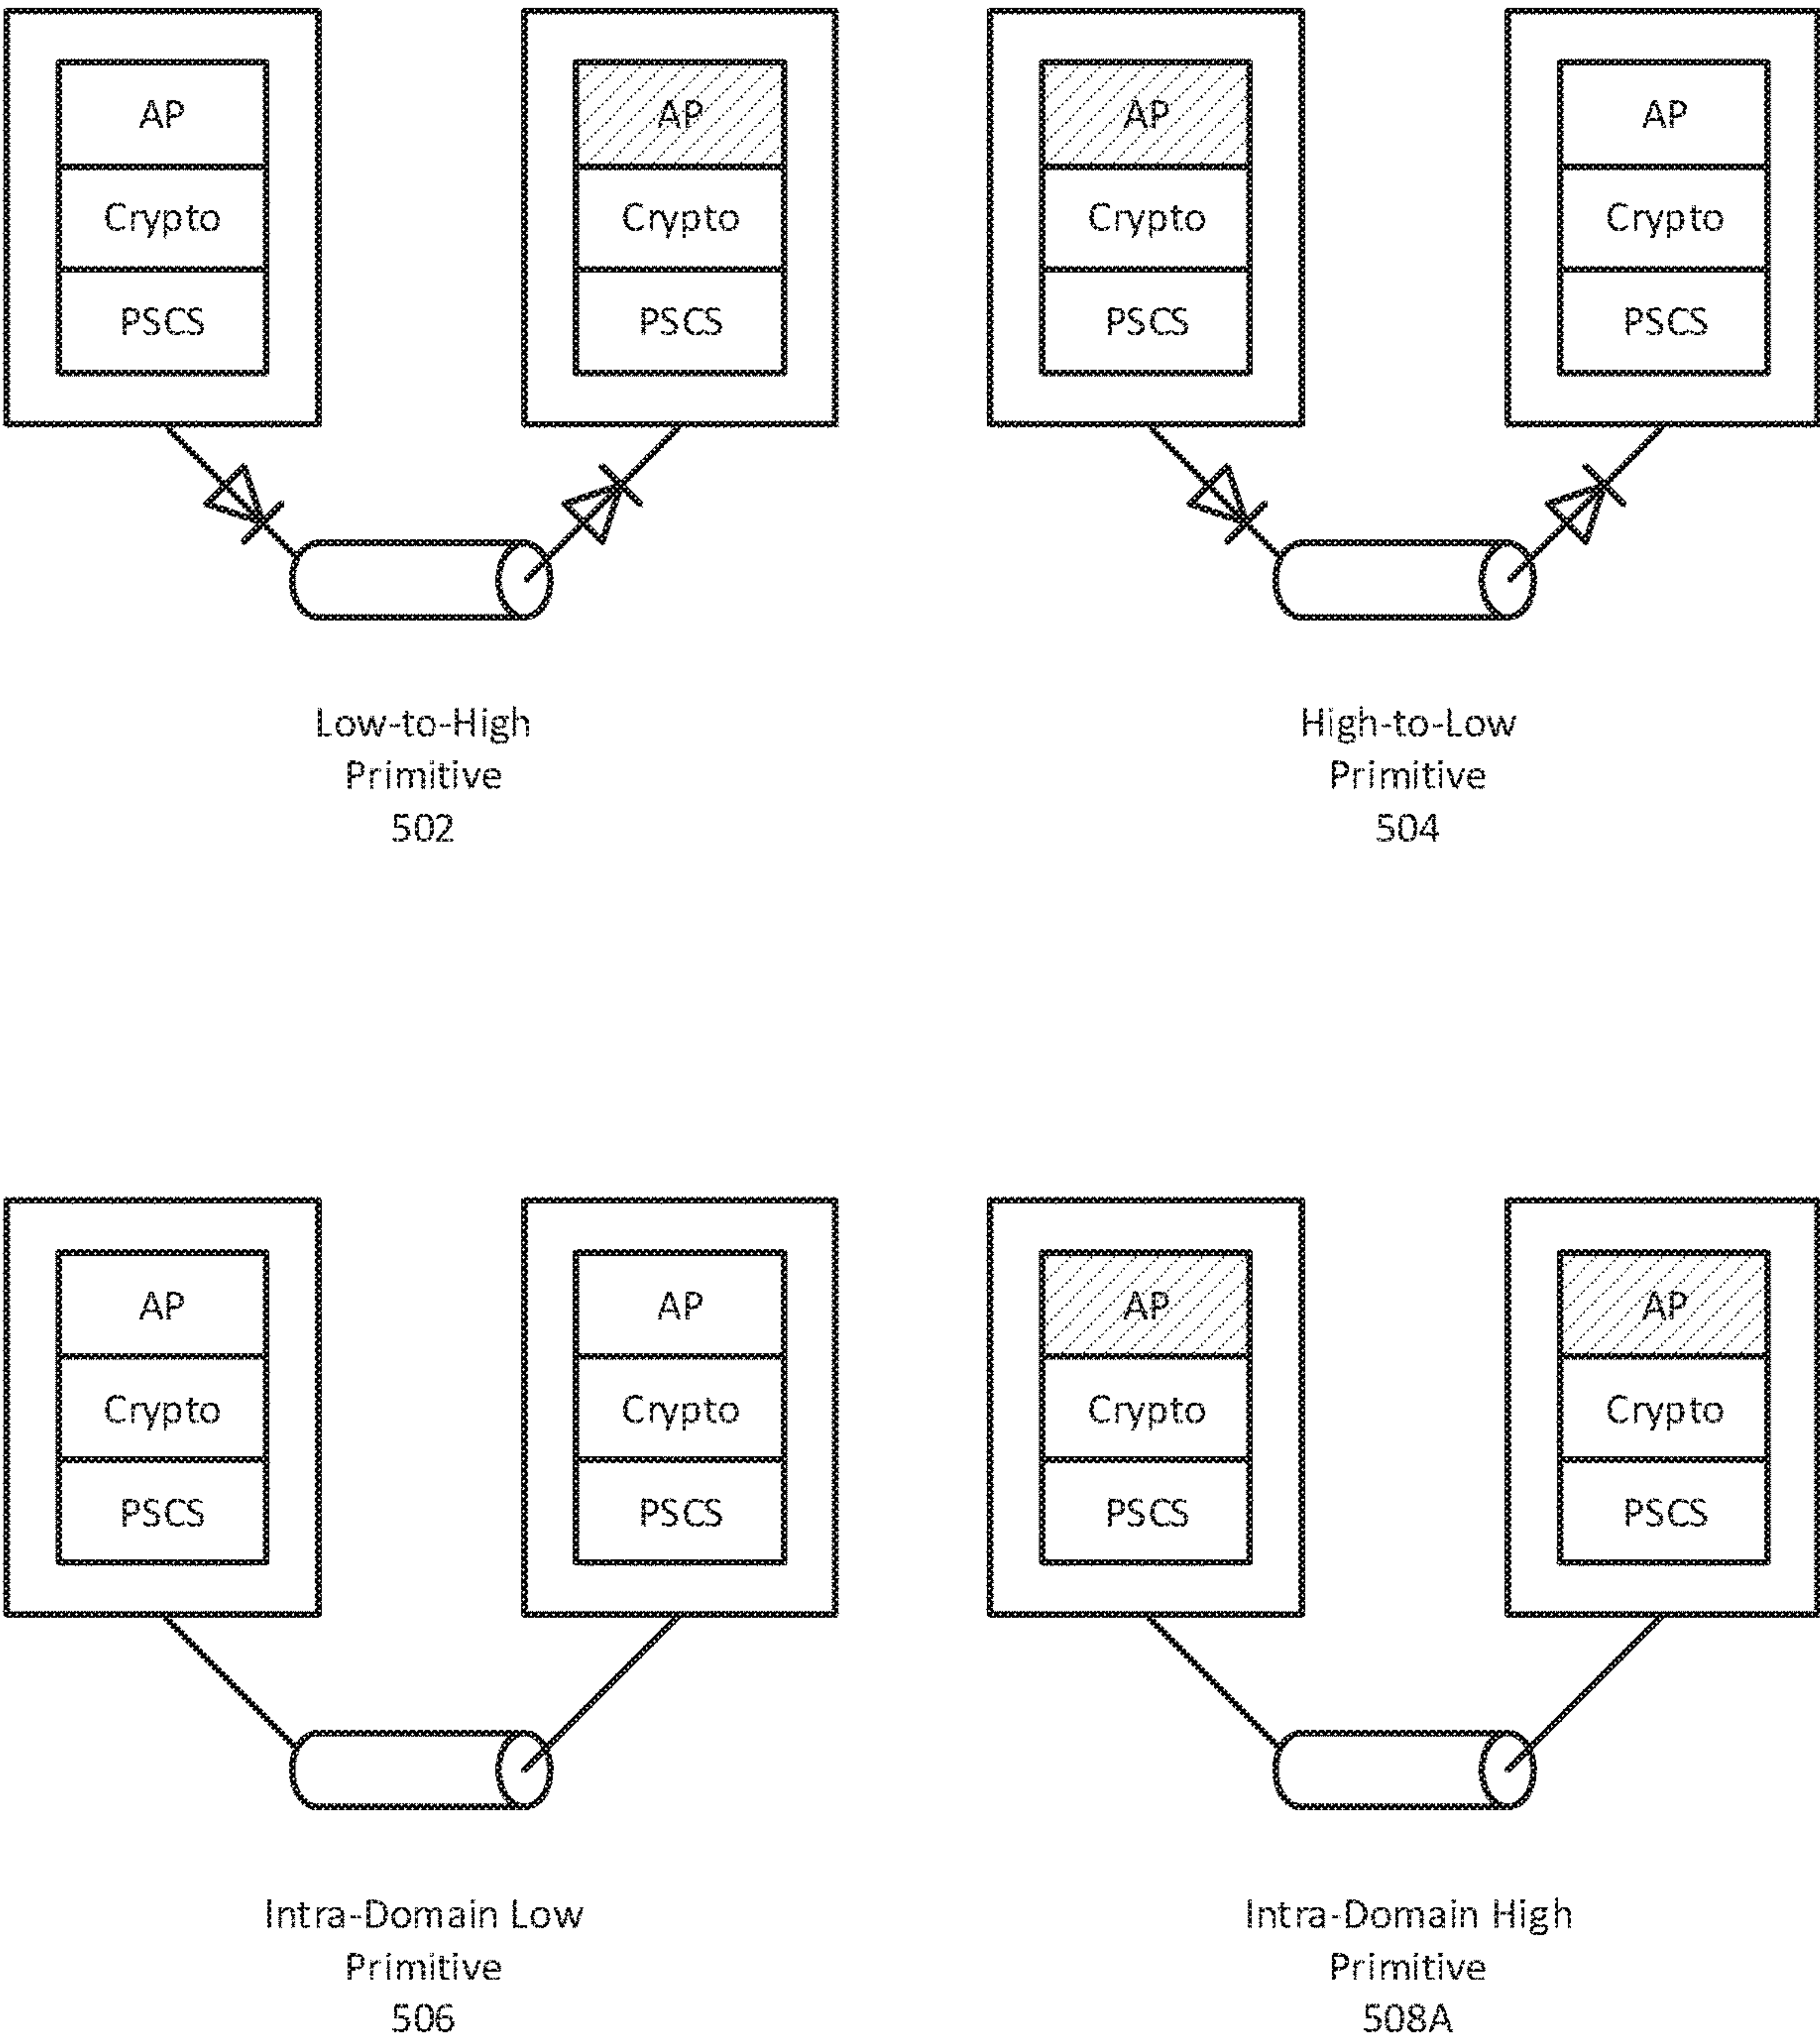 AP
Crypto
PSCS
AP
Crypto
PSCS
Low-to-High
Primitive
502
AP
Crypto
PSCS
AP
Crypto
PSCS
High-to-Low
Primitive
504
AP
Crypto
PSCS
AP
Crypto
PSCS
Intra-Domain Low
Primitive
506
AP
Crypto
PSCS
AP
Crypto
PSCS
Intra-Domain High
Primitive
508A